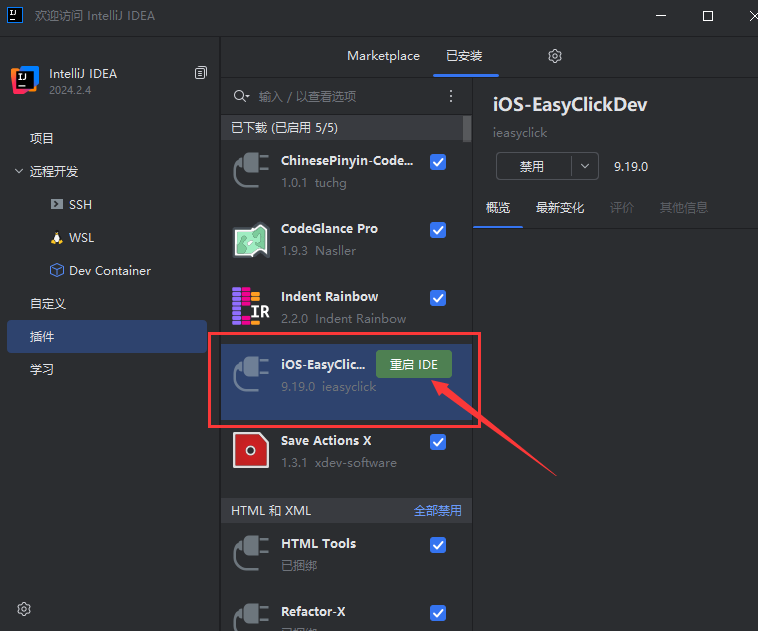 欢迎访问 IntelliJ IDEA
IntelliJ IDEA
2024.2.4
项目
远程开发
SSH
WSL
Dev Container
自定义
插件
学习
Marketplace
已安装
输入 / 以查看选项
已下载 (已启用 5/5)
ChinesePinyin-Code...
1.0.1 tuchg
CodeGlance Pro
1.9.3 Nasller
Indent Rainbow
2.2.0 Indent Rainbow
iOS-EasyClic...
重启 IDE
9.19.0 ieasyclick
Save Actions X
1.3.1 xdev-software
HTML 和 XML
全部禁用
HTML Tools
已捆绑
Refactor-X
已捆绑
iOS-EasyClickDev
ieasyclick
禁用
9.19.0
概览
最新变化
评价
其他信息